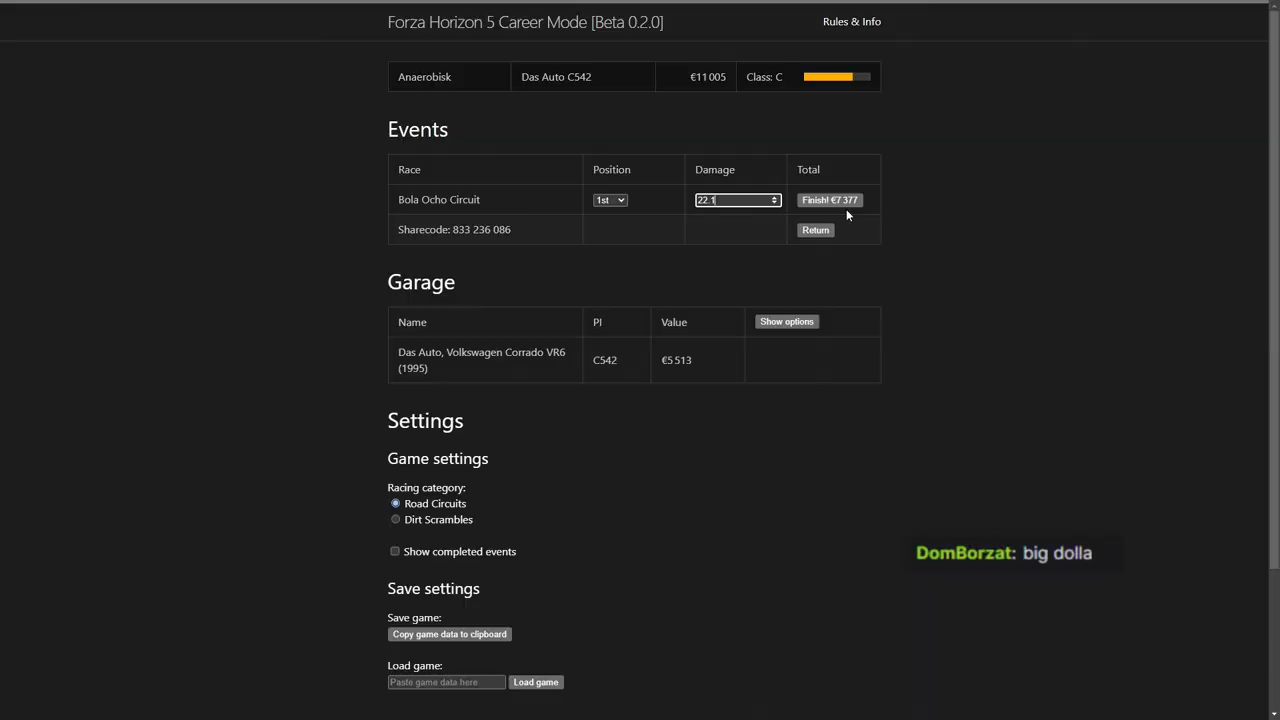 Forza Horizon 5 Career Mode [Beta 0.2.0]
Rules & Info
Anaerobisk
Das Auto C542
€11 005
Class: C
Events
Race
Position
Damage
Total
Bola Ocho Circuit
1st
22.1
Finish! €7 377
Sharecode: 833 236 086
Return
Garage
Name
PI
Value
Show options
Das Auto, Volkswagen Corrado VR6
(1995)
C542
€5 513
Settings
Game settings
Racing category:
Road Circuits
Dirt Scrambles
Show completed events
DomBorzat: big dolla
Save settings
Save game:
Copy game data to clipboard
Load game:
Paste game data here
Load game